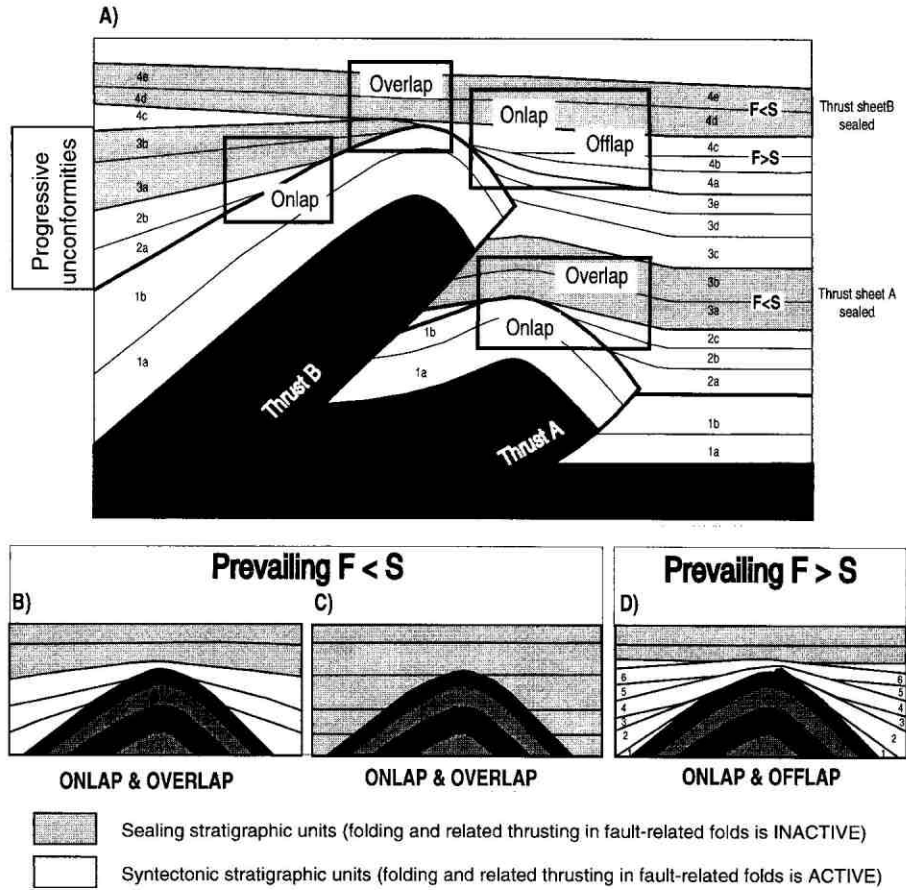 A)
4e
4d
4c
3b
3a
2b
2a
1b
1a
Progressive
unconformities
Onlap
Overlap
Onlap
Offlap
4e
4d
F<S
Thrust sheetB
sealed
4c
4b
F>S
4a
3e
3d
3c
3b
3a
F<S
Thrust sheet A
sealed
2c
2b
2a
1b
1a
Overlap
Onlap
1b
1a
Thrust B
Thrust A
Prevailing F < S
B)
C)
ONLAP & OVERLAP
ONLAP & OVERLAP
Prevailing F > S
D)
6
5
4
3
2
1
6
5
4
3
2
1
ONLAP & OFFLAP
Sealing stratigraphic units (folding and related thrusting in fault-related folds is INACTIVE)
Syntectonic stratigraphic units (folding and related thrusting in fault-related folds is ACTIVE)